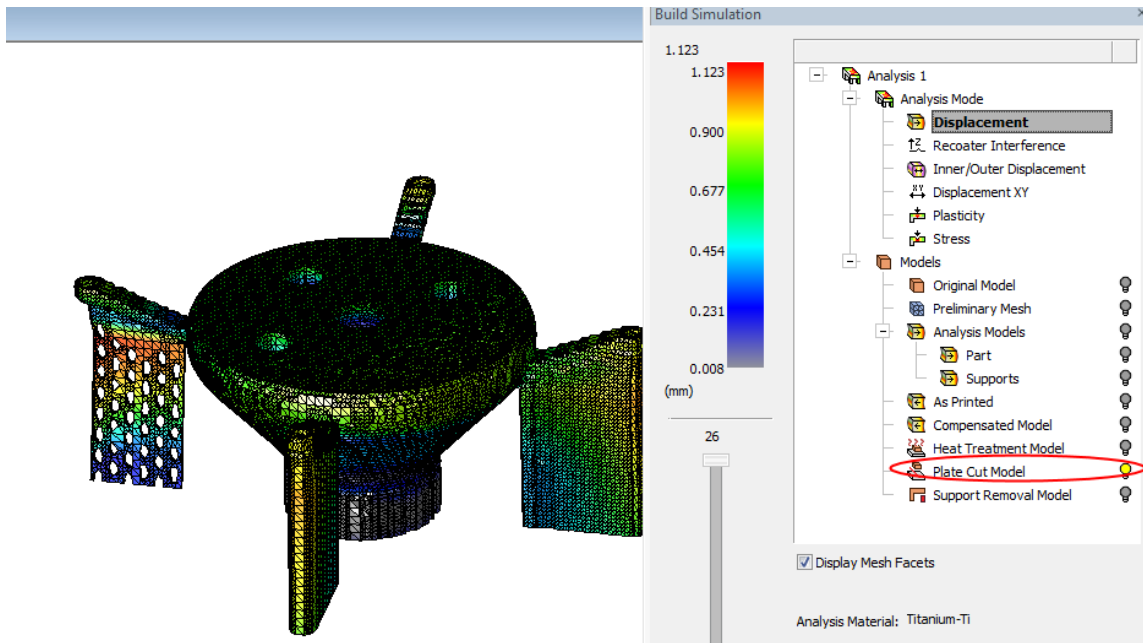 Build Simulation
1.123
1.123
0.900
0.677
0.454
0.231
0.008
(mm)
26
Analysis 1
Analysis Mode
Displacement
Recoater Interference
Inner/Outer Displacement
Displacement XY
Plasticity
Stress
Models
Original Model
Preliminary Mesh
Analysis Models
Part
Supports
As Printed
Compensated Model
Heat Treatment Model
Plate Cut Model
Support Removal Model
Display Mesh Facets
Analysis Material: Titanium-Ti